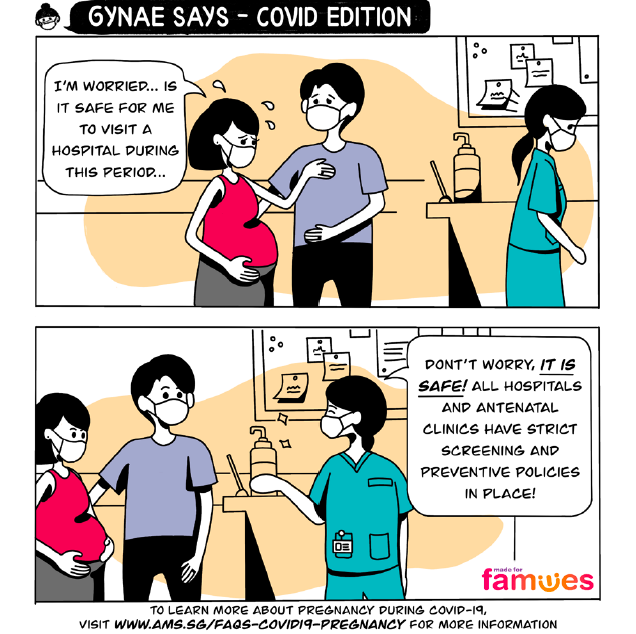 GYNAE SAYS – COVID EDITION
I'M WORRIED... IS
IT SAFE FOR ME
TO VISIT A
HOSPITAL DURING
THIS PERIOD...
DONT'T WORRY, IT IS
SAFE! ALL HOSPITALS
AND ANTENATAL
CLINICS HAVE STRICT
SCREENING AND
PREVENTIVE POLICIES
IN PLACE!
made for
famies
TO LEARN MORE ABOUT PREGNANCY DURING COVID-19,
VISIT WWW.AMS.SG/FAQS-COVID19-PREGNANCY FOR MORE INFORMATION